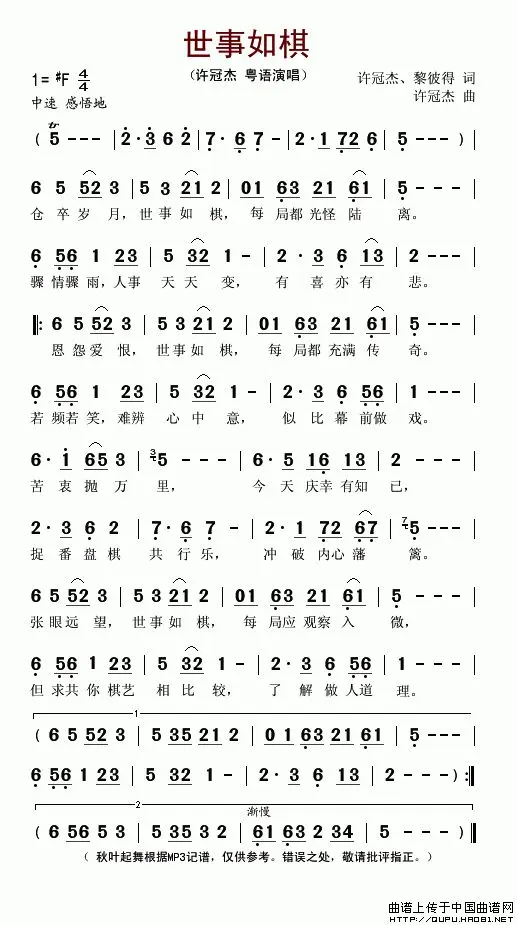 世事如棋
(许冠杰 粤语演唱)
1= #F 4/4
许冠杰、黎彼得 词
中速 感悟地
许冠杰 曲
( 5 - - - | 2· 3 6 2 | 7· 6 7 - | 2· 1 7 2 6 | 5 - - - ) |
6 5 52 3 | 5 3 21 2 | 01 63 21 61 | 5 - - - |
仓 卒 岁 月, 世 事 如 棋, 每 局都 光怪 陆 离。
6 56 1 23 | 5 32 1 - | 2· 3 6 13 | 2 - - - |
骤 情骤 雨, 人事 天 天 变, 有 喜 亦 有 悲。
‖: 6 5 52 3 | 5 3 21 2 | 01 63 21 61 | 5 - - - |
恩 怨 爱 恨, 世 事 如 棋, 每 局都 充满 传 奇。
6 56 1 23 | 5 32 1 - | 2· 3 6 56 | 1 - - - |
若 频若 笑, 难辨 心 中 意, 似 比 幕 前做 戏。
6· 1 65 3 | 3 5 - - - | 6· 5 16 13 | 2 - - - |
苦 衷 抛 万 里, 今 天 庆幸 有知 己,
2· 3 6 2 | 7· 6 7 - | 2· 1 72 67 | 7 5 - - - |
捉 番 盘 棋 共 行 乐, 冲 破 内心 藩 篱。
6 5 52 3 | 5 3 21 2 | 01 63 21 61 | 5 - - - |
张 眼 远 望, 世 事 如 棋, 每 局应 观察 入 微,
6 56 1 23 | 5 32 1 - | 2· 3 6 56 | 1 - - - |
但 求共 你 棋艺 相 比 较, 了 解 做 人道 理。
1
( 6 5 52 3 | 5 35 21 2 | 0 1 63 21 61 | 5 - - - |
6 56 1 23 | 5 32 1 - | 2· 3 6 13 | 2 - - - ) :‖
2
渐慢
( 6 56 5 3 | 5 35 3 2 | 61 63 2 34 | 5 - - - ) ‖
( 秋叶起舞根据MP3记谱,仅供参考。错误之处,敬请批评指正。)
曲谱上传于中国曲谱网
HTTP://QUPU.HAO81.NET